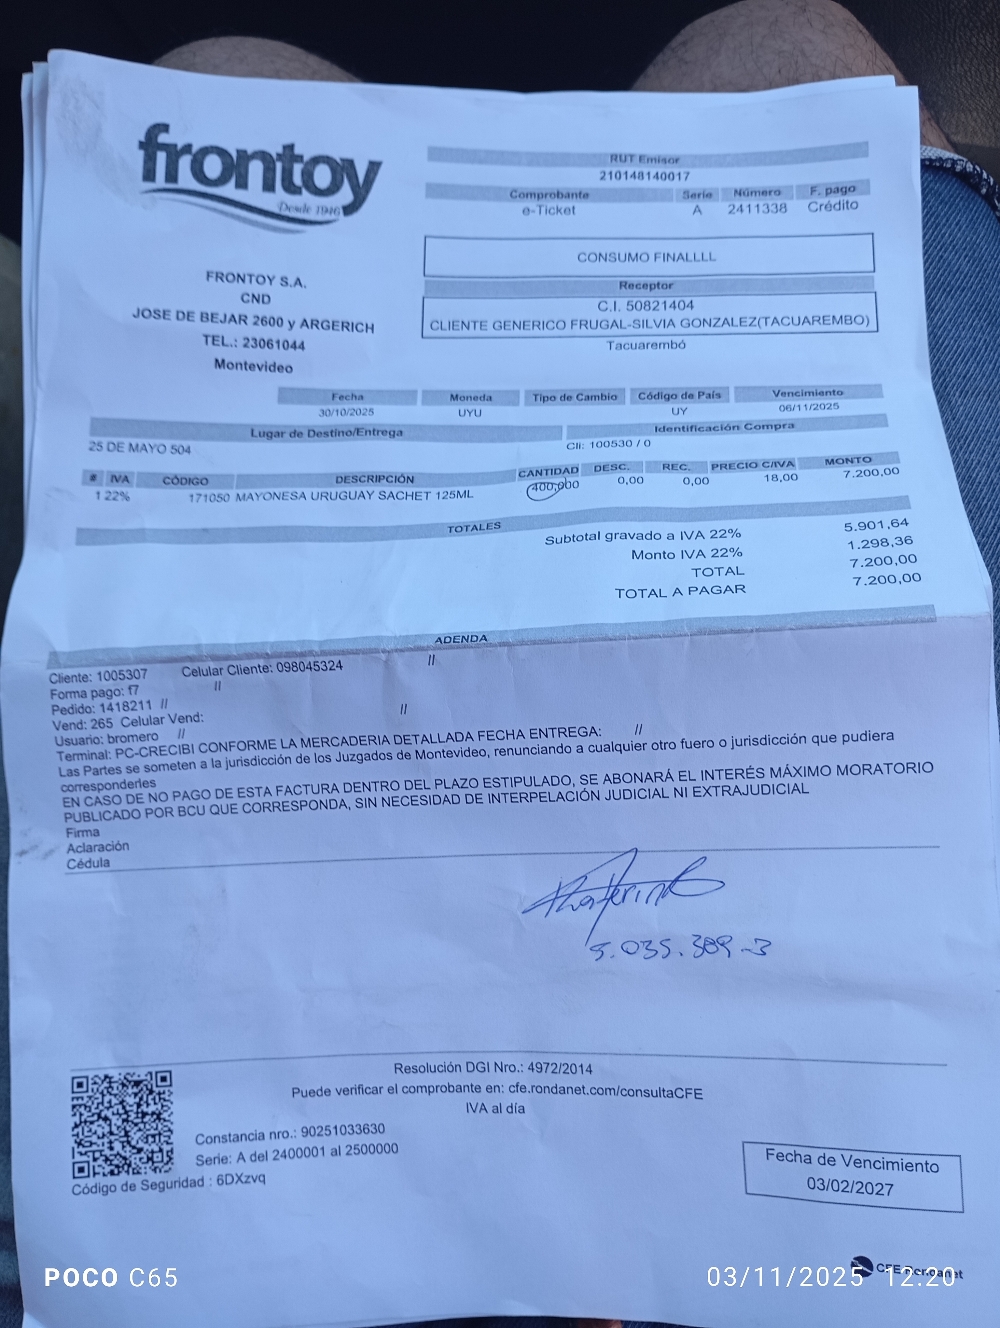 frontoy
Desde 1946
FRONTOY S.A.
CND
JOSE DE BEJAR 2600 y ARGERICH
TEL.: 23061044
Montevideo
RUT Emisor
210148140017
Comprobante Serie Número F. pago
e-Ticket A 2411338 Crédito
CONSUMO FINALLLL
Receptor
C.I. 50821404
CLIENTE GENERICO FRUGAL-SILVIA GONZALEZ(TACUAREMBO)
Tacuarembó
Fecha Moneda Tipo de Cambio Código de País Vencimiento
30/10/2025 UYU UY 06/11/2025
Lugar de Destino/Entrega Identificación Compra
25 DE MAYO 504 Cli: 100530 / 0
# IVA CÓDIGO DESCRIPCIÓN CANTIDAD DESC. REC. PRECIO C/IVA MONTO
1 22% 171050 MAYONESA URUGUAY SACHET 125ML 400,000 0,00 0,00 18,00 7.200,00
TOTALES
Subtotal gravado a IVA 22% 5.901,64
Monto IVA 22% 1.298,36
TOTAL 7.200,00
TOTAL A PAGAR 7.200,00
ADENDA
Cliente: 1005307 Celular Cliente: 098045324 //
Forma pago: f7 //
Pedido: 1418211 //
Vend: 265 Celular Vend: //
Usuario: bromero //
Terminal: PC-CRECIBI CONFORME LA MERCADERIA DETALLADA FECHA ENTREGA: //
Las Partes se someten a la jurisdicción de los Juzgados de Montevideo, renunciando a cualquier otro fuero o jurisdicción que pudiera
corresponderles
EN CASO DE NO PAGO DE ESTA FACTURA DENTRO DEL PLAZO ESTIPULADO, SE ABONARÁ EL INTERÉS MÁXIMO MORATORIO
PUBLICADO POR BCU QUE CORRESPONDA, SIN NECESIDAD DE INTERPELACIÓN JUDICIAL NI EXTRAJUDICIAL
Firma
Aclaración
Cédula
5.035.389-3
Resolución DGI Nro.: 4972/2014
Puede verificar el comprobante en: cfe.rondanet.com/consultaCFE
IVA al día
Constancia nro.: 90251033630
Serie: A del 2400001 al 2500000
Código de Seguridad : 6DXzvq
Fecha de Vencimiento
03/02/2027
CFE Rondanet
POCO C65
03/11/2025 12:20